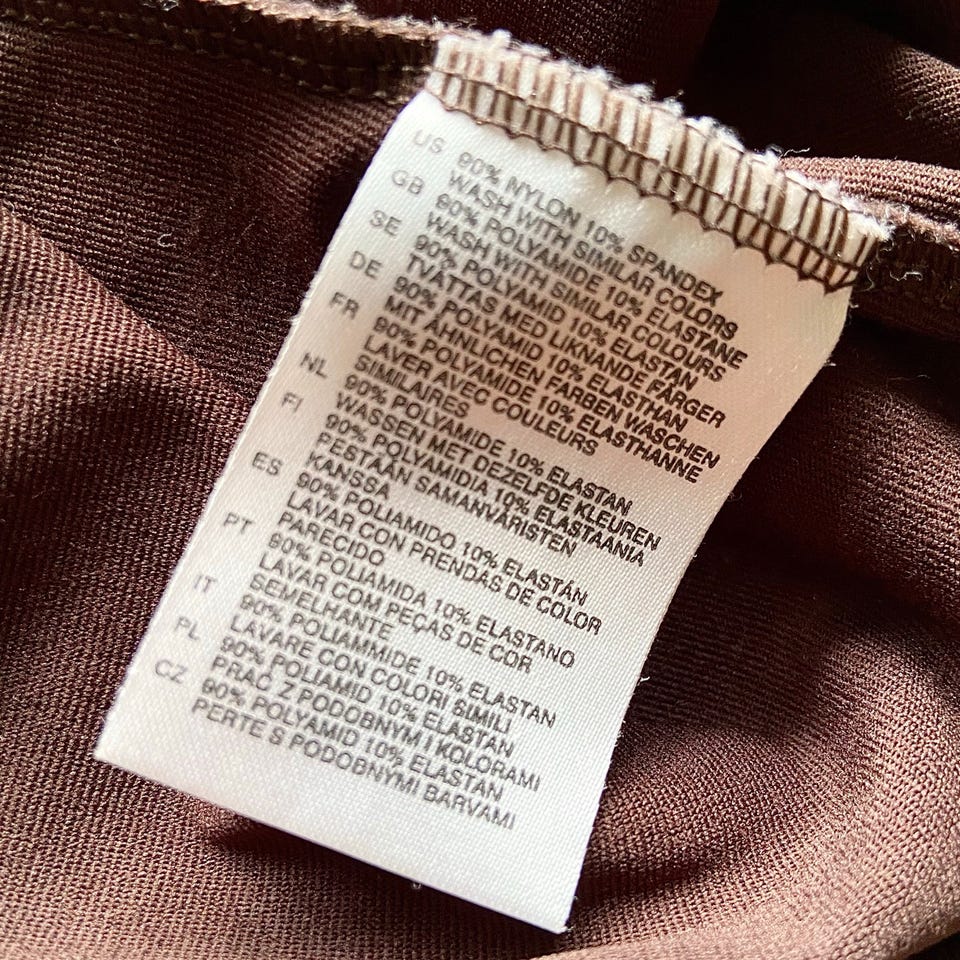 US 90% NYLON 10% SPANDEX
WASH WITH SIMILAR COLORS
GB 90% POLYAMIDE 10% ELASTANE
WASH WITH SIMILAR COLOURS
SE 90% POLYAMID 10% ELASTAN
TVÄTTAS MED LIKNANDE FÄRGER
DE 90% POLYAMID 10% ELASTHAN
MIT ÄHNLICHEN FARBEN WASCHEN
FR 90% POLYAMIDE 10% ELASTHANNE
LAVER AVEC COULEURS
SIMILAIRES
NL 90% POLYAMIDE 10% ELASTAN
WASSEN MET DEZELFDE KLEUREN
FI 90% POLYAMIDIA 10% ELASTAANIA
PESTÄÄN SAMANVÄRISTEN
KANSSA
ES 90% POLIAMIDO 10% ELASTÁN
LAVAR CON PRENDAS DE COLOR
PARECIDO
PT 90% POLIAMIDA 10% ELASTANO
LAVAR COM PEÇAS DE COR
SEMELHANTE
IT 90% POLIAMMIDE 10% ELASTAN
LAVARE CON COLORI SIMILI
PL 90% POLIAMID 10% ELASTAN
PRAĆ Z PODOBNYM I KOLORAMI
CZ 90% POLYAMID 10% ELASTAN
PERTE S PODOBNÝMI BARVAMI